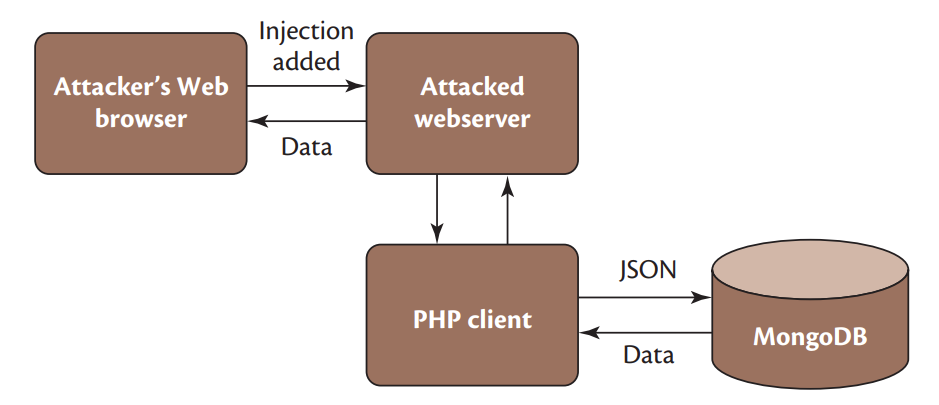 Injection
added
Attacker’s Web
browser
Attacked
webserver
Data
PHP client
JSON
MongoDB
Data